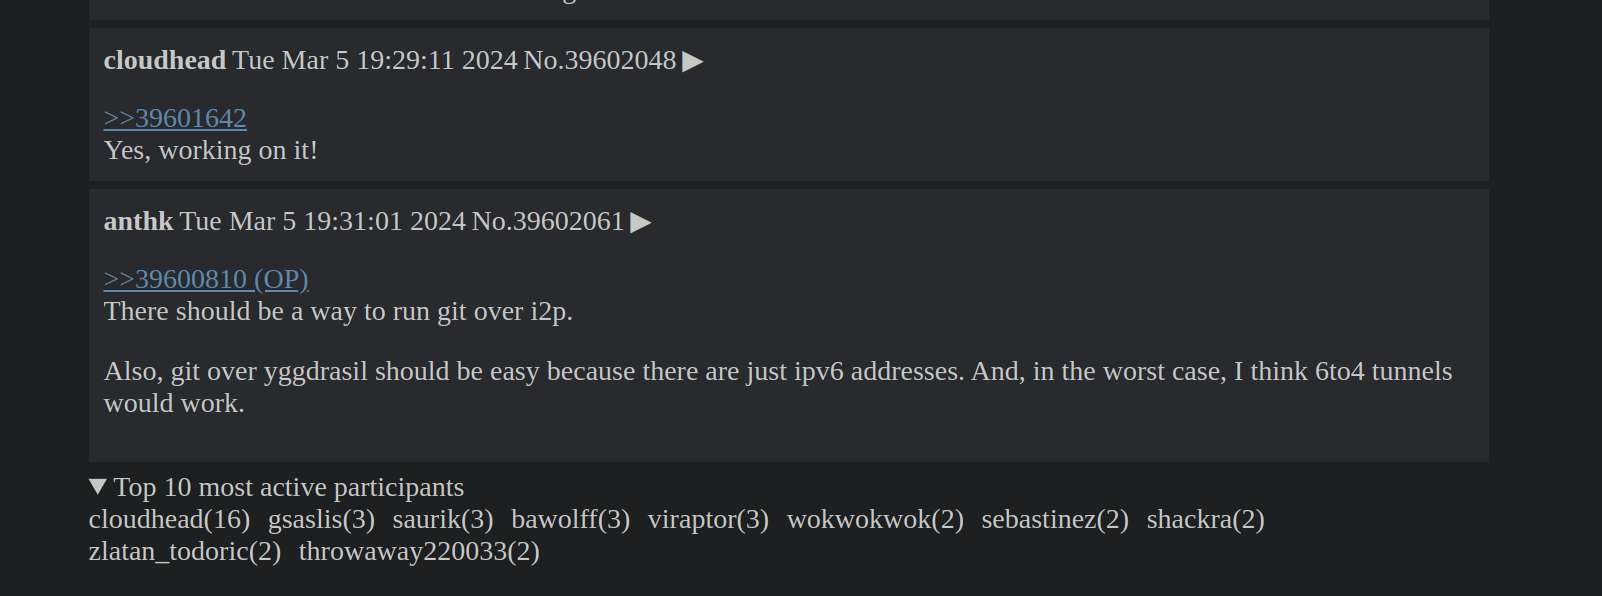 cloudhead Tue Mar 5 19:29:11 2024 No.39602048 ▶
>>39601642
Yes, working on it!
anthk Tue Mar 5 19:31:01 2024 No.39602061 ▶
>>39600810 (OP)
There should be a way to run git over i2p.
Also, git over yggdrasil should be easy because there are just ipv6 addresses. And, in the worst case, I think 6to4 tunnels
would work.
▼ Top 10 most active participants
cloudhead(16) gsaslis(3) saurik(3) bawolff(3) viraptor(3) wokwokwok(2) sebastinez(2) shackra(2)
zlatan_todoric(2) throwaway220033(2)